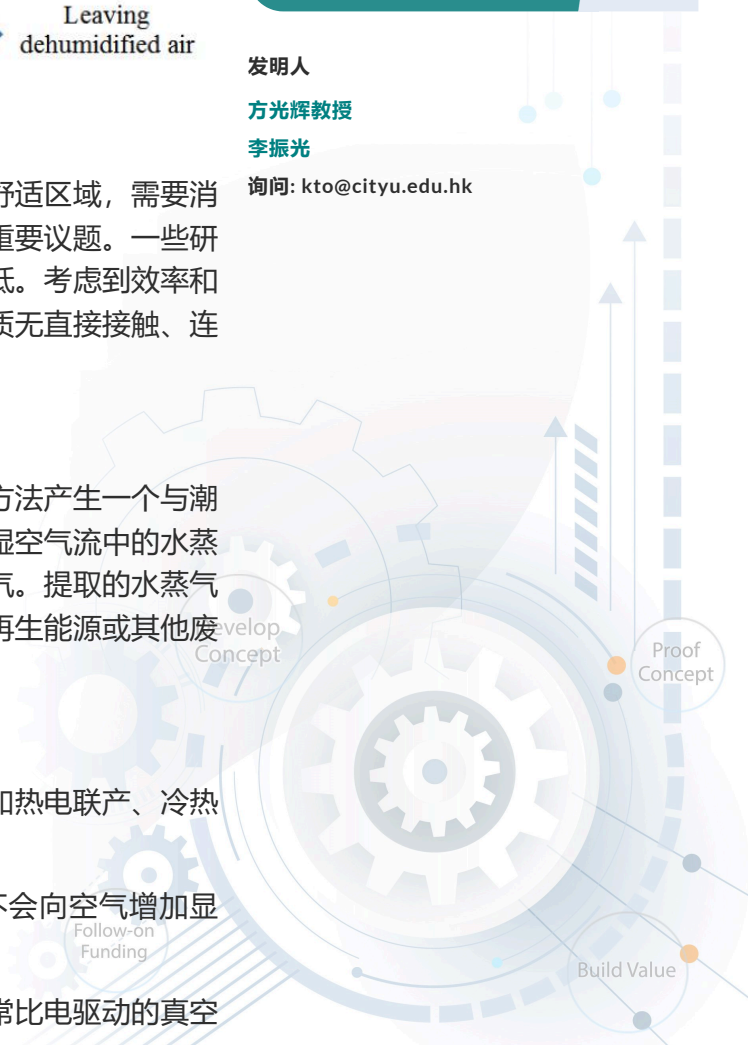 Leaving
dehumidified air
发明人
方光辉教授
李振光
询问: kto@cityu.edu.hk
舒适区域，需要消
重要议题。一些研
低。考虑到效率和
质无直接接触、连
方法产生一个与潮
湿空气流中的水蒸
气。提取的水蒸气
再生能源或其他废
Develop
Concept
Proof
Concept
如热电联产、冷热
不会向空气增加显
Follow-on
Funding
Build Value
常比电驱动的真空